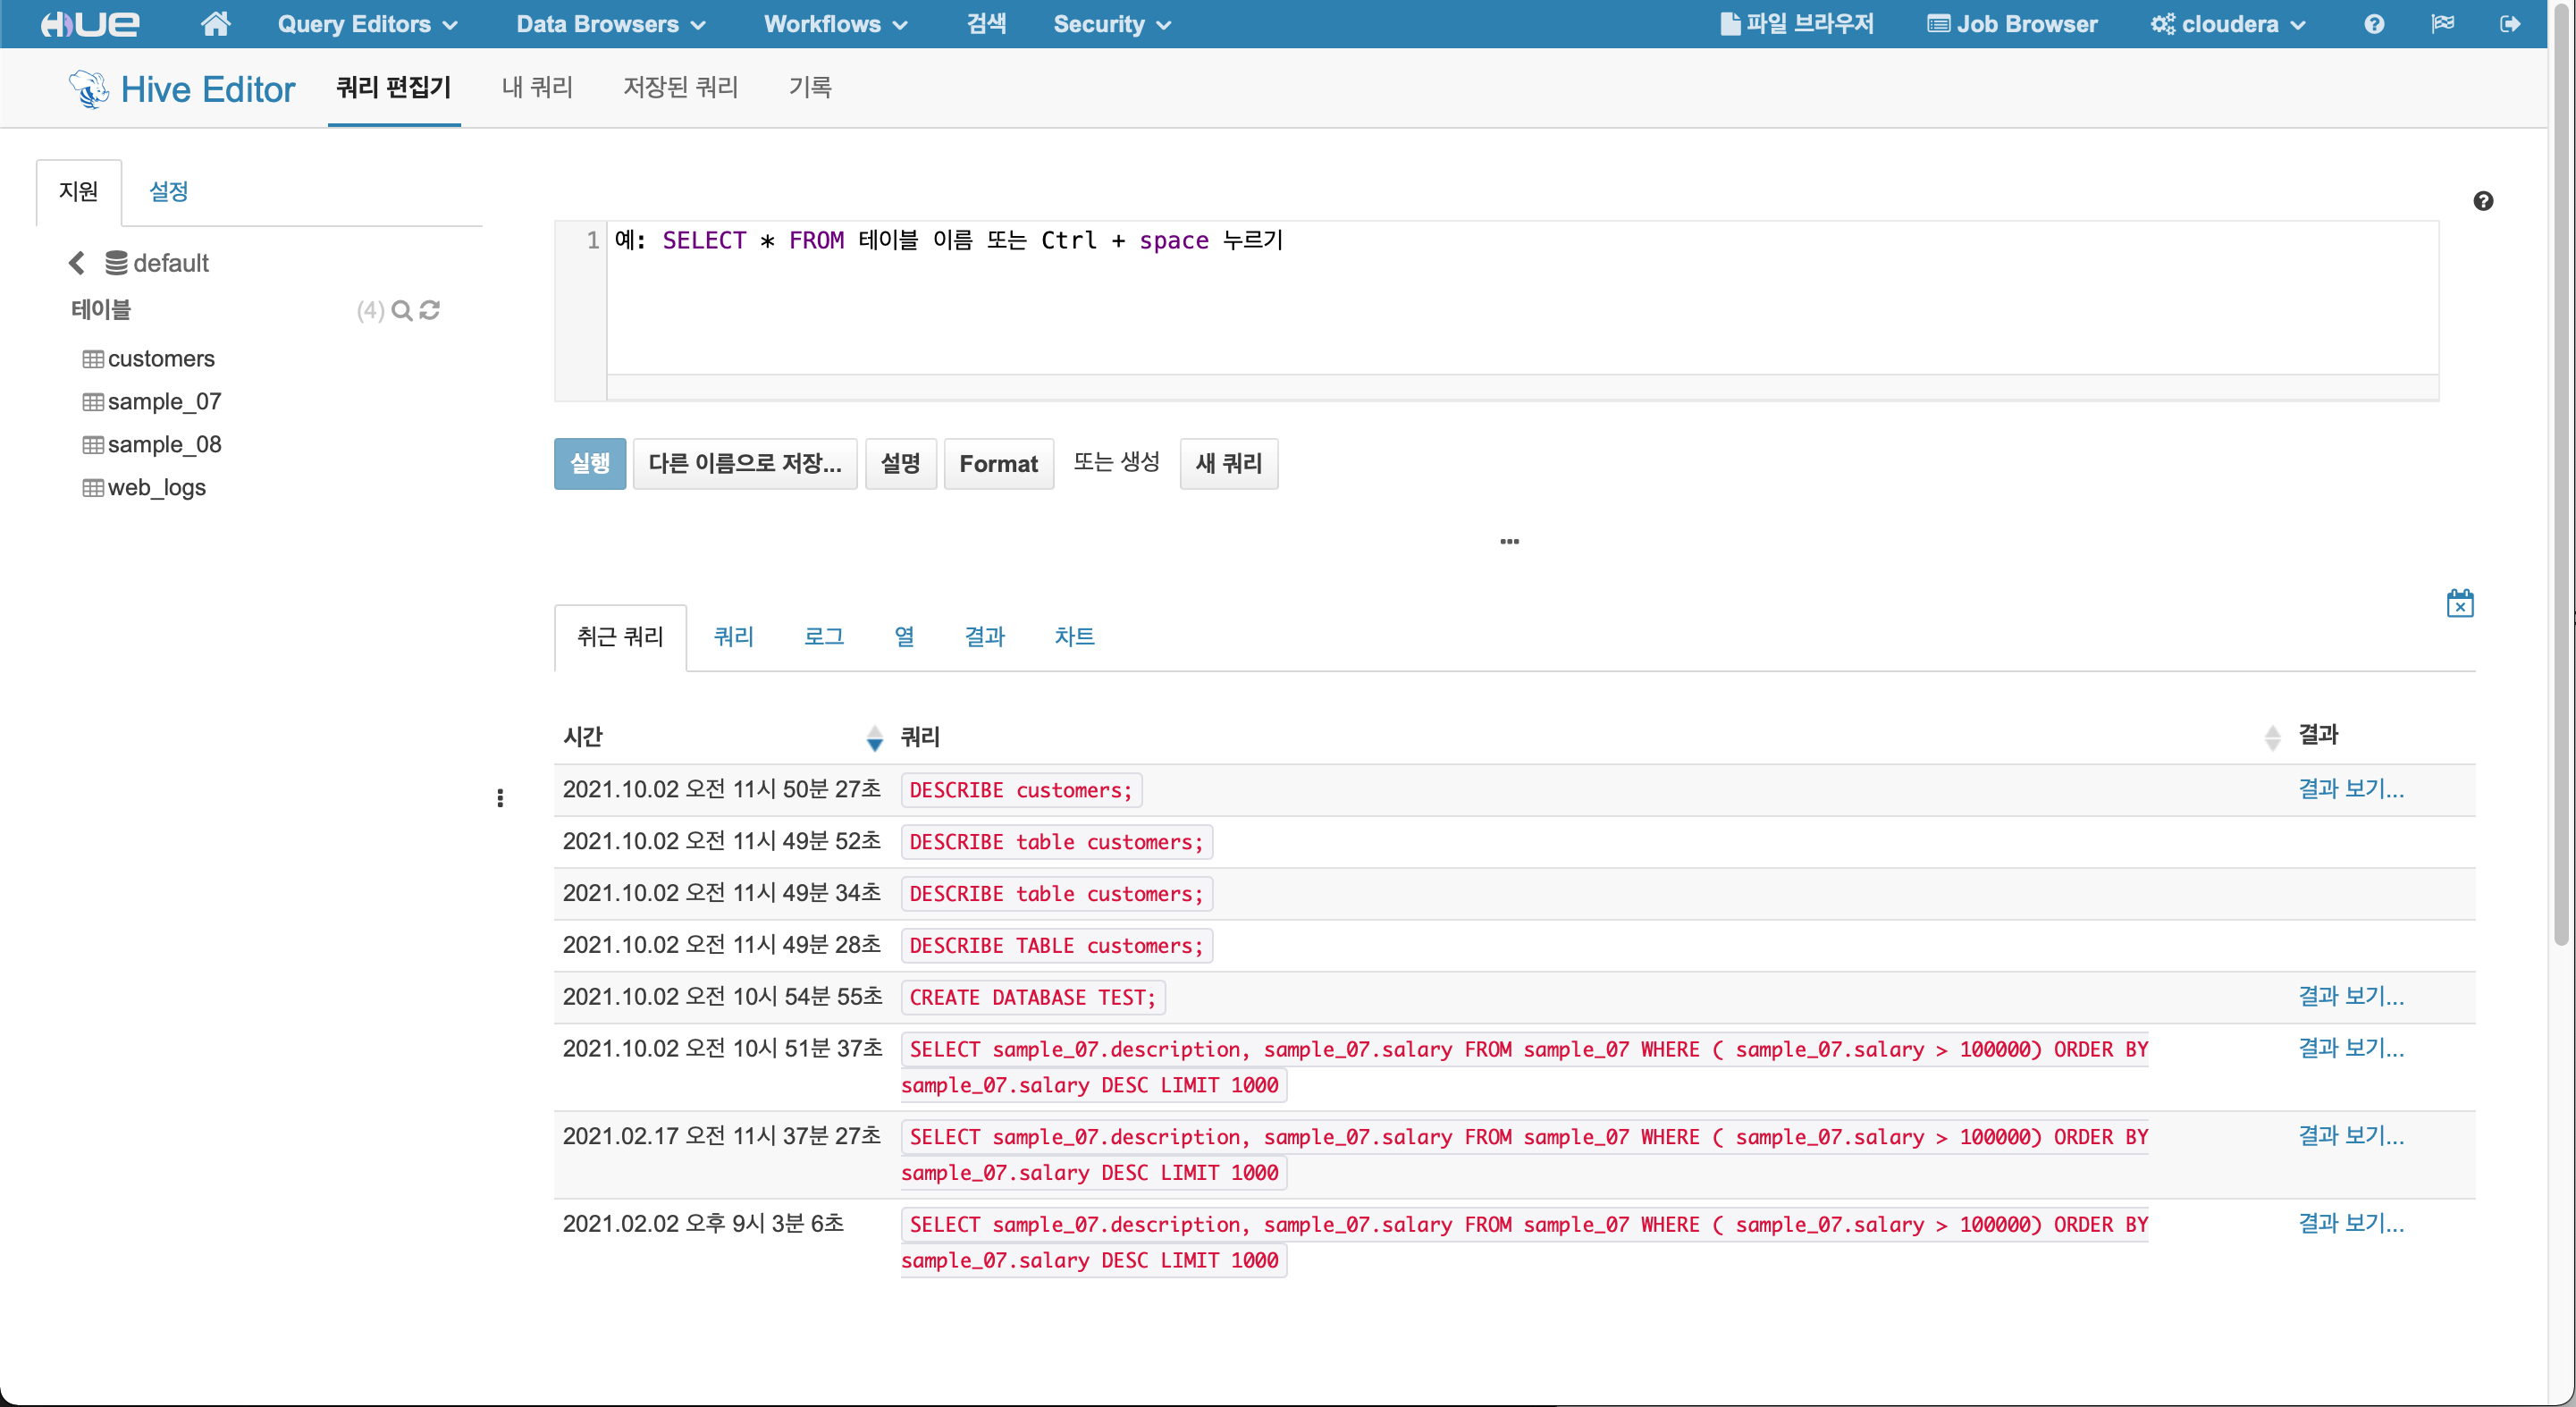 HUE Query Editors Data Browsers Workflows 검색 Security 파일 브라우저 Job Browser cloudera
Hive Editor 쿼리 편집기 내 쿼리 저장된 쿼리 기록
지원 설정
default
테이블 (4)
customers
sample_07
sample_08
web_logs
1 예: SELECT * FROM 테이블 이름 또는 Ctrl + space 누르기
실행 다른 이름으로 저장... 설명 Format 또는 생성 새 쿼리
취근 쿼리 쿼리 로그 열 결과 차트
시간 쿼리 결과
2021.10.02 오전 11시 50분 27초 DESCRIBE customers; 결과 보기...
2021.10.02 오전 11시 49분 52초 DESCRIBE table customers;
2021.10.02 오전 11시 49분 34초 DESCRIBE table customers;
2021.10.02 오전 11시 49분 28초 DESCRIBE TABLE customers;
2021.10.02 오전 10시 54분 55초 CREATE DATABASE TEST; 결과 보기...
2021.10.02 오전 10시 51분 37초 SELECT sample_07.description, sample_07.salary FROM sample_07 WHERE ( sample_07.salary > 100000) ORDER BY 결과 보기...
sample_07.salary DESC LIMIT 1000
2021.02.17 오전 11시 37분 27초 SELECT sample_07.description, sample_07.salary FROM sample_07 WHERE ( sample_07.salary > 100000) ORDER BY 결과 보기...
sample_07.salary DESC LIMIT 1000
2021.02.02 오후 9시 3분 6초 SELECT sample_07.description, sample_07.salary FROM sample_07 WHERE ( sample_07.salary > 100000) ORDER BY 결과 보기...
sample_07.salary DESC LIMIT 1000